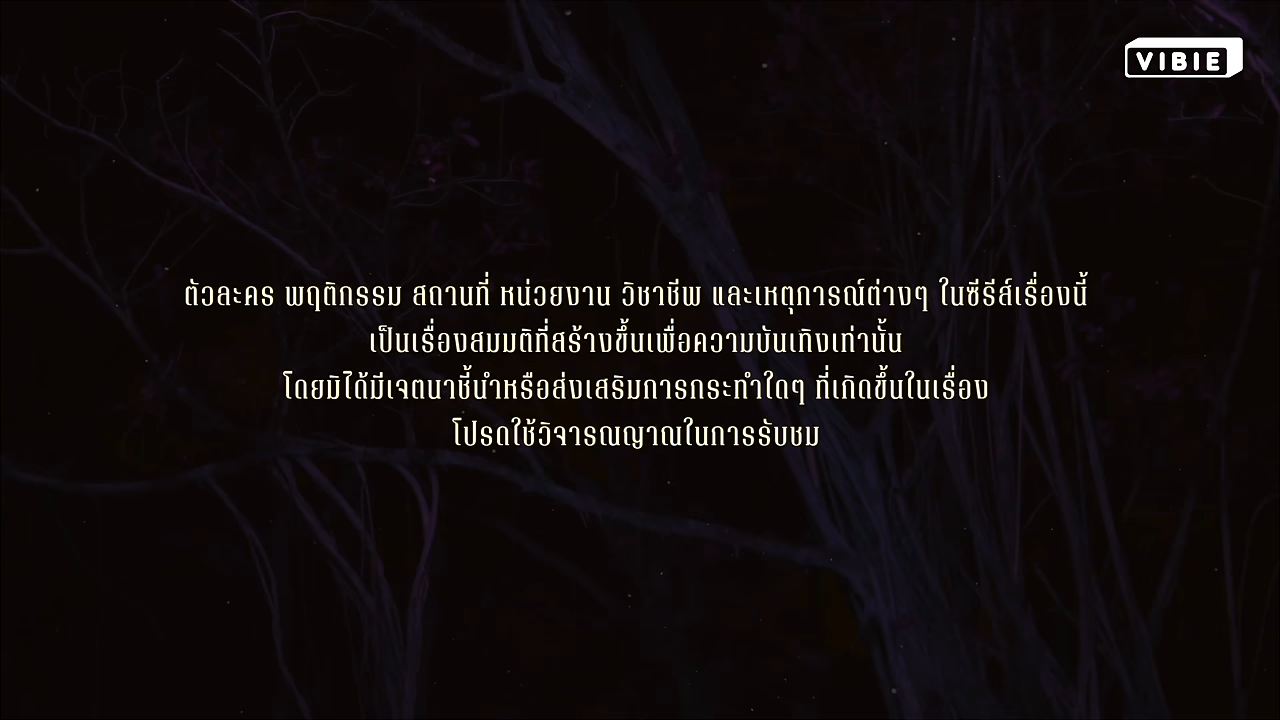 VIBIE
ตัวละคร พฤติกรรม สถานที่ หน่วยงาน วิชาชีพ และเหตุการณ์ต่างๆ ในซีรีส์เรื่องนี้
เป็นเรื่องสมมติที่สร้างขึ้นเพื่อความบันเทิงเท่านั้น
โดยมิได้มีเจตนาชี้นำหรือส่งเสริมการกระทำใดๆ ที่เกิดขึ้นในเรื่อง
โปรดใช้วิจารณญาณในการรับชม